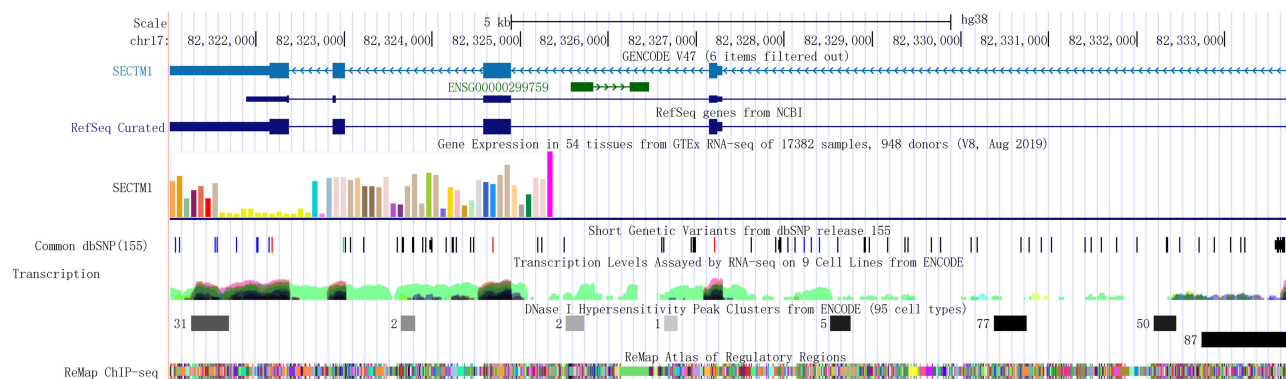 Scale 5 kb hg38
chr17: 82,322,000 82,323,000 82,324,000 82,325,000 82,326,000 82,327,000 82,328,000 82,329,000 82,330,000 82,331,000 82,332,000 82,333,000
GENCODE V47 (6 items filtered out)
SECTM1
ENSG00000299759
RefSeq genes from NCBI
RefSeq Curated
Gene Expression in 54 tissues from GTEx RNA-seq of 17382 samples, 948 donors (V8, Aug 2019)
SECTM1
Short Genetic Variants from dbSNP release 155
Common dbSNP(155)
Transcription Levels Assayed by RNA-seq on 9 Cell Lines from ENCODE
Transcription
DNase I Hypersensitivity Peak Clusters from ENCODE (95 cell types)
31 2 2 1 5 77 50
87
ReMap Atlas of Regulatory Regions
ReMap ChIP-seq